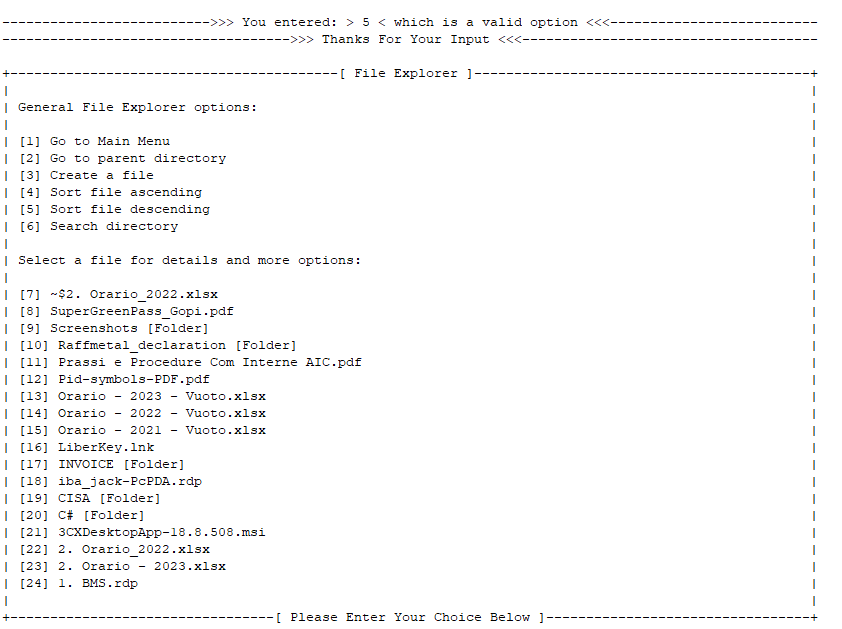 -------------------------->>> You entered: > 5 < which is a valid option <<<--------------------------
------------------------------------>>> Thanks For Your Input <<<-------------------------------------
+-----------------------------------------[ File Explorer ]------------------------------------------+
| General File Explorer options: |
| [1] Go to Main Menu |
| [2] Go to parent directory |
| [3] Create a file |
| [4] Sort file ascending |
| [5] Sort file descending |
| [6] Search directory |
| Select a file for details and more options: |
| [7] ~$2. Orario_2022.xlsx |
| [8] SuperGreenPass_Gopi.pdf |
| [9] Screenshots [Folder] |
| [10] Raffmetal_declaration [Folder] |
| [11] Prassi e Procedure Com Interne AIC.pdf |
| [12] Pid-symbols-PDF.pdf |
| [13] Orario - 2023 - Vuoto.xlsx |
| [14] Orario - 2022 - Vuoto.xlsx |
| [15] Orario - 2021 - Vuoto.xlsx |
| [16] LiberKey.lnk |
| [17] INVOICE [Folder] |
| [18] iba_jack-PcPDA.rdp |
| [19] CISA [Folder] |
| [20] C# [Folder] |
| [21] 3CXDesktopApp-18.8.508.msi |
| [22] 2. Orario_2022.xlsx |
| [23] 2. Orario - 2023.xlsx |
| [24] 1. BMS.rdp |
+---------------------------------[ Please Enter Your Choice Below ]---------------------------------+